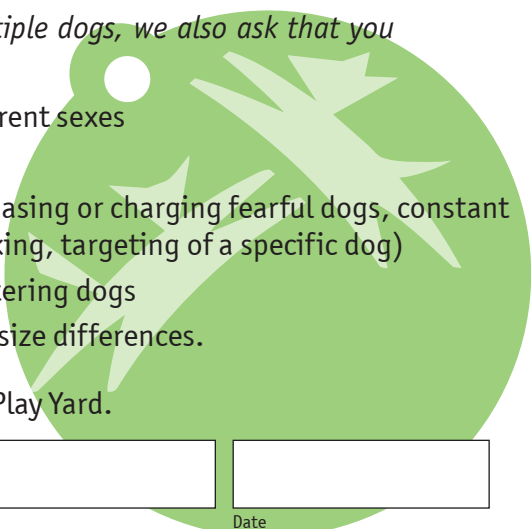 tiple dogs, we also ask that you
rent sexes
asing or charging fearful dogs, constant
king, targeting of a specific dog)
tering dogs
size differences.
Play Yard.
Date